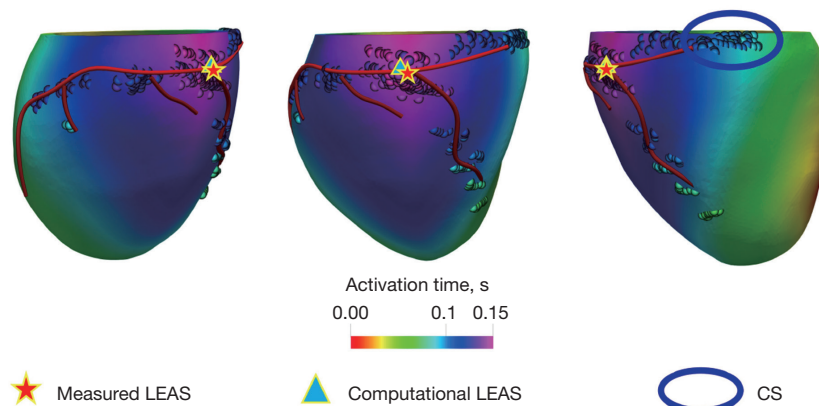 Activation time, s
0.00 0.1 0.15
Measured LEAS
Computational LEAS
CS